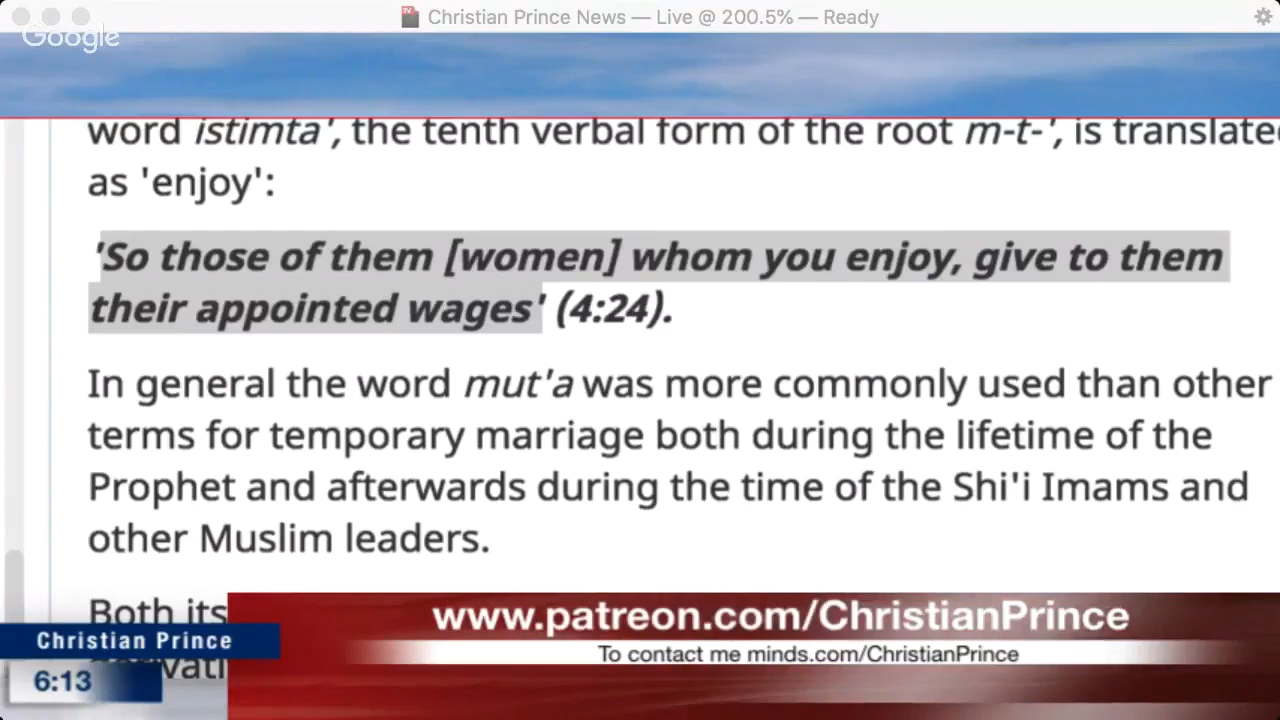 Christian Prince News — Live @ 200.5% — Ready
Google
word istimta', the tenth verbal form of the root m-t-', is translated
as 'enjoy':
'So those of them [women] whom you enjoy, give to them
their appointed wages' (4:24).
In general the word mut'a was more commonly used than other
terms for temporary marriage both during the lifetime of the
Prophet and afterwards during the time of the Shi'i Imams and
other Muslim leaders.
Both its
www.patreon.com/ChristianPrince
Christian Prince
To contact me minds.com/ChristianPrince
6:13